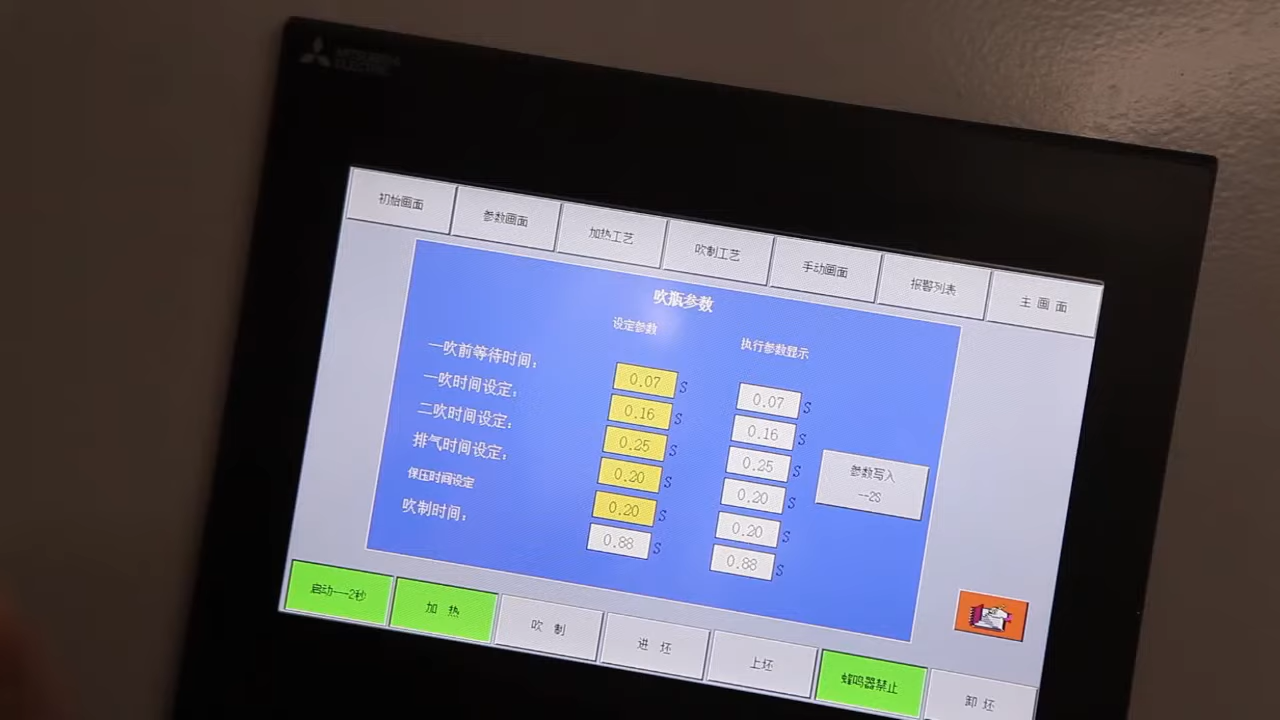 MITSUBISHI
ELECTRIC
初始画面 参数画面 加热工艺 吹制工艺 手动画面 报警列表 主 画 面
吹瓶参数
设定参数 执行参数显示
一吹前等待时间: 0.07 S 0.07 S
一吹时间设定: 0.16 S 0.16 S
二吹时间设定: 0.25 S 0.25 S
排气时间设定: 0.20 S 0.20 S
保压时间设定 0.20 S 0.20 S
吹制时间: 0.88 S 0.88 S
参数写入
--2S
启动--2秒 加 热 吹 制 进 坯 上坯 蜂鸣器禁止 卸 坯